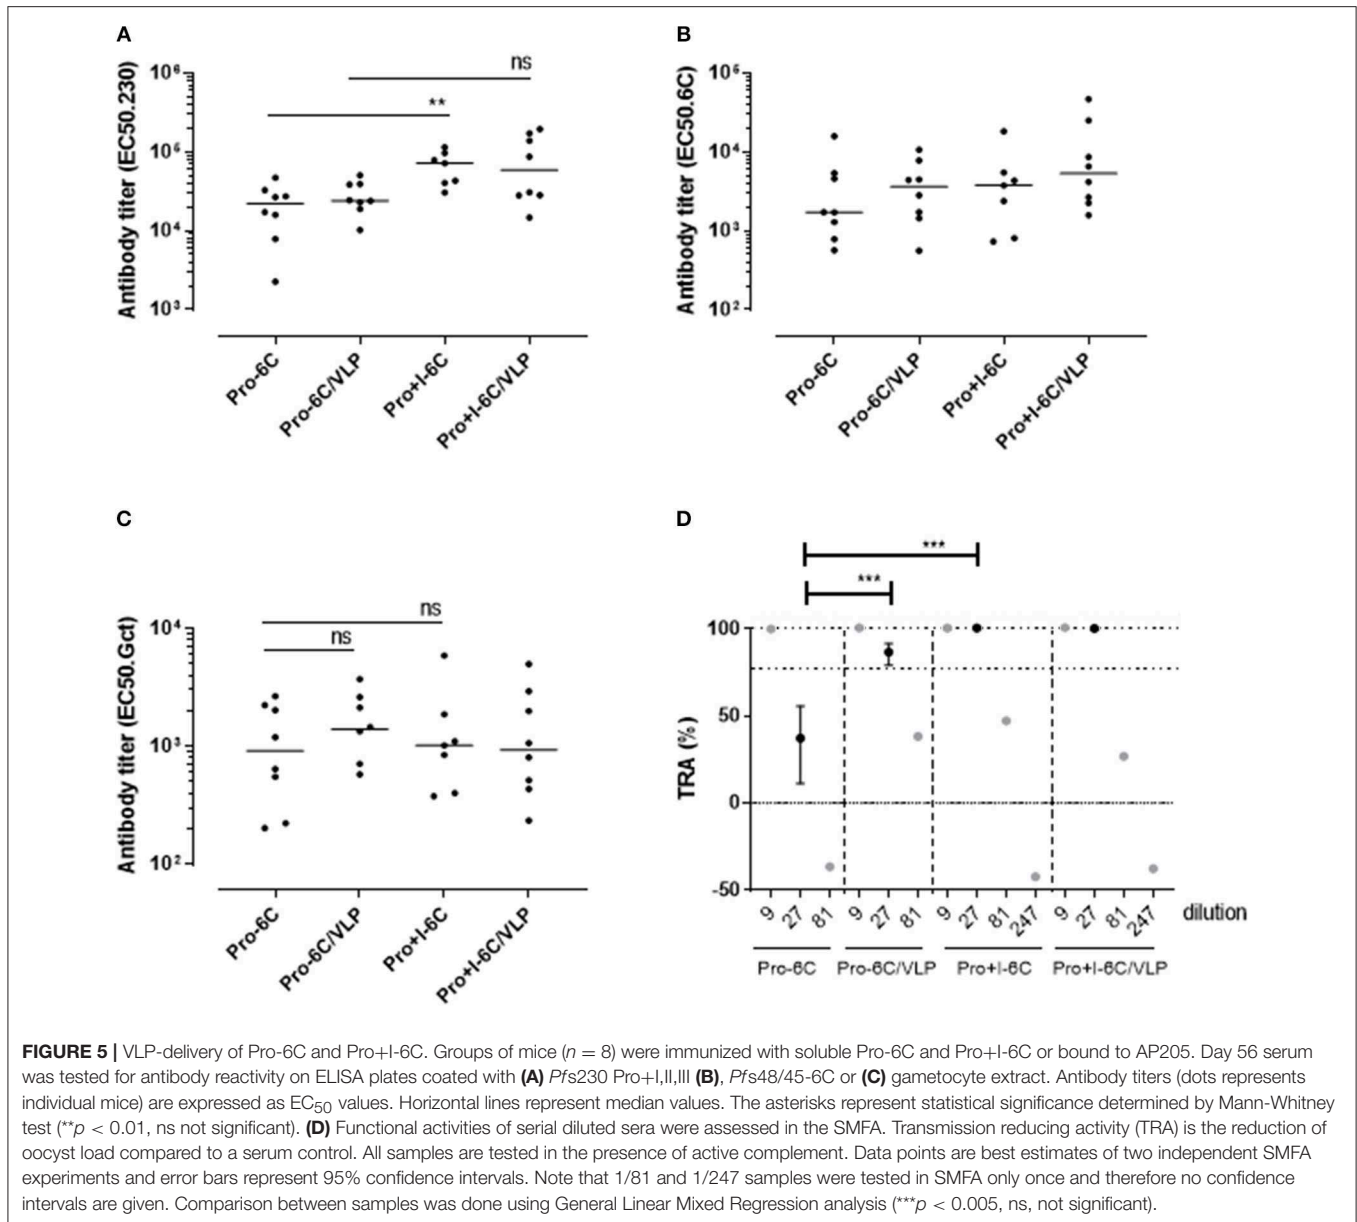 A
Antibody titer (EC50.230)
10⁶
10⁶
10⁴
10³
**
ns
Pro-6C
Pro-6C/VLP
Pro+I-6C
Pro+I-6C/VLP
B
Antibody titer (EC50.6C)
10⁶
10⁴
10³
10²
Pro-6C
Pro-6C/VLP
Pro+I-6C
Pro+I-6C/VLP
C
Antibody titer (EC50.Gct)
10⁴
10³
10²
ns
ns
Pro-6C
Pro-6C/VLP
Pro+I-6C
Pro+I-6C/VLP
D
***
***
TRA (%)
100
50
0
-50
9 27 81 9 27 81 9 27 81 247 9 27 81 247 dilution
Pro-6C Pro-6C/VLP Pro+I-6C Pro+I-6C/VLP
FIGURE 5 | VLP-delivery of Pro-6C and Pro+I-6C. Groups of mice (n = 8) were immunized with soluble Pro-6C and Pro+I-6C or bound to AP205. Day 56 serum
was tested for antibody reactivity on ELISA plates coated with (A) Pfs230 Pro+I,II,III (B), Pfs48/45-6C or (C) gametocyte extract. Antibody titers (dots represents
individual mice) are expressed as EC₅₀ values. Horizontal lines represent median values. The asterisks represent statistical significance determined by Mann-Whitney
test (**p < 0.01, ns not significant). (D) Functional activities of serial diluted sera were assessed in the SMFA. Transmission reducing activity (TRA) is the reduction of
oocyst load compared to a serum control. All samples are tested in the presence of active complement. Data points are best estimates of two independent SMFA
experiments and error bars represent 95% confidence intervals. Note that 1/81 and 1/247 samples were tested in SMFA only once and therefore no confidence
intervals are given. Comparison between samples was done using General Linear Mixed Regression analysis (***p < 0.005, ns, not significant).